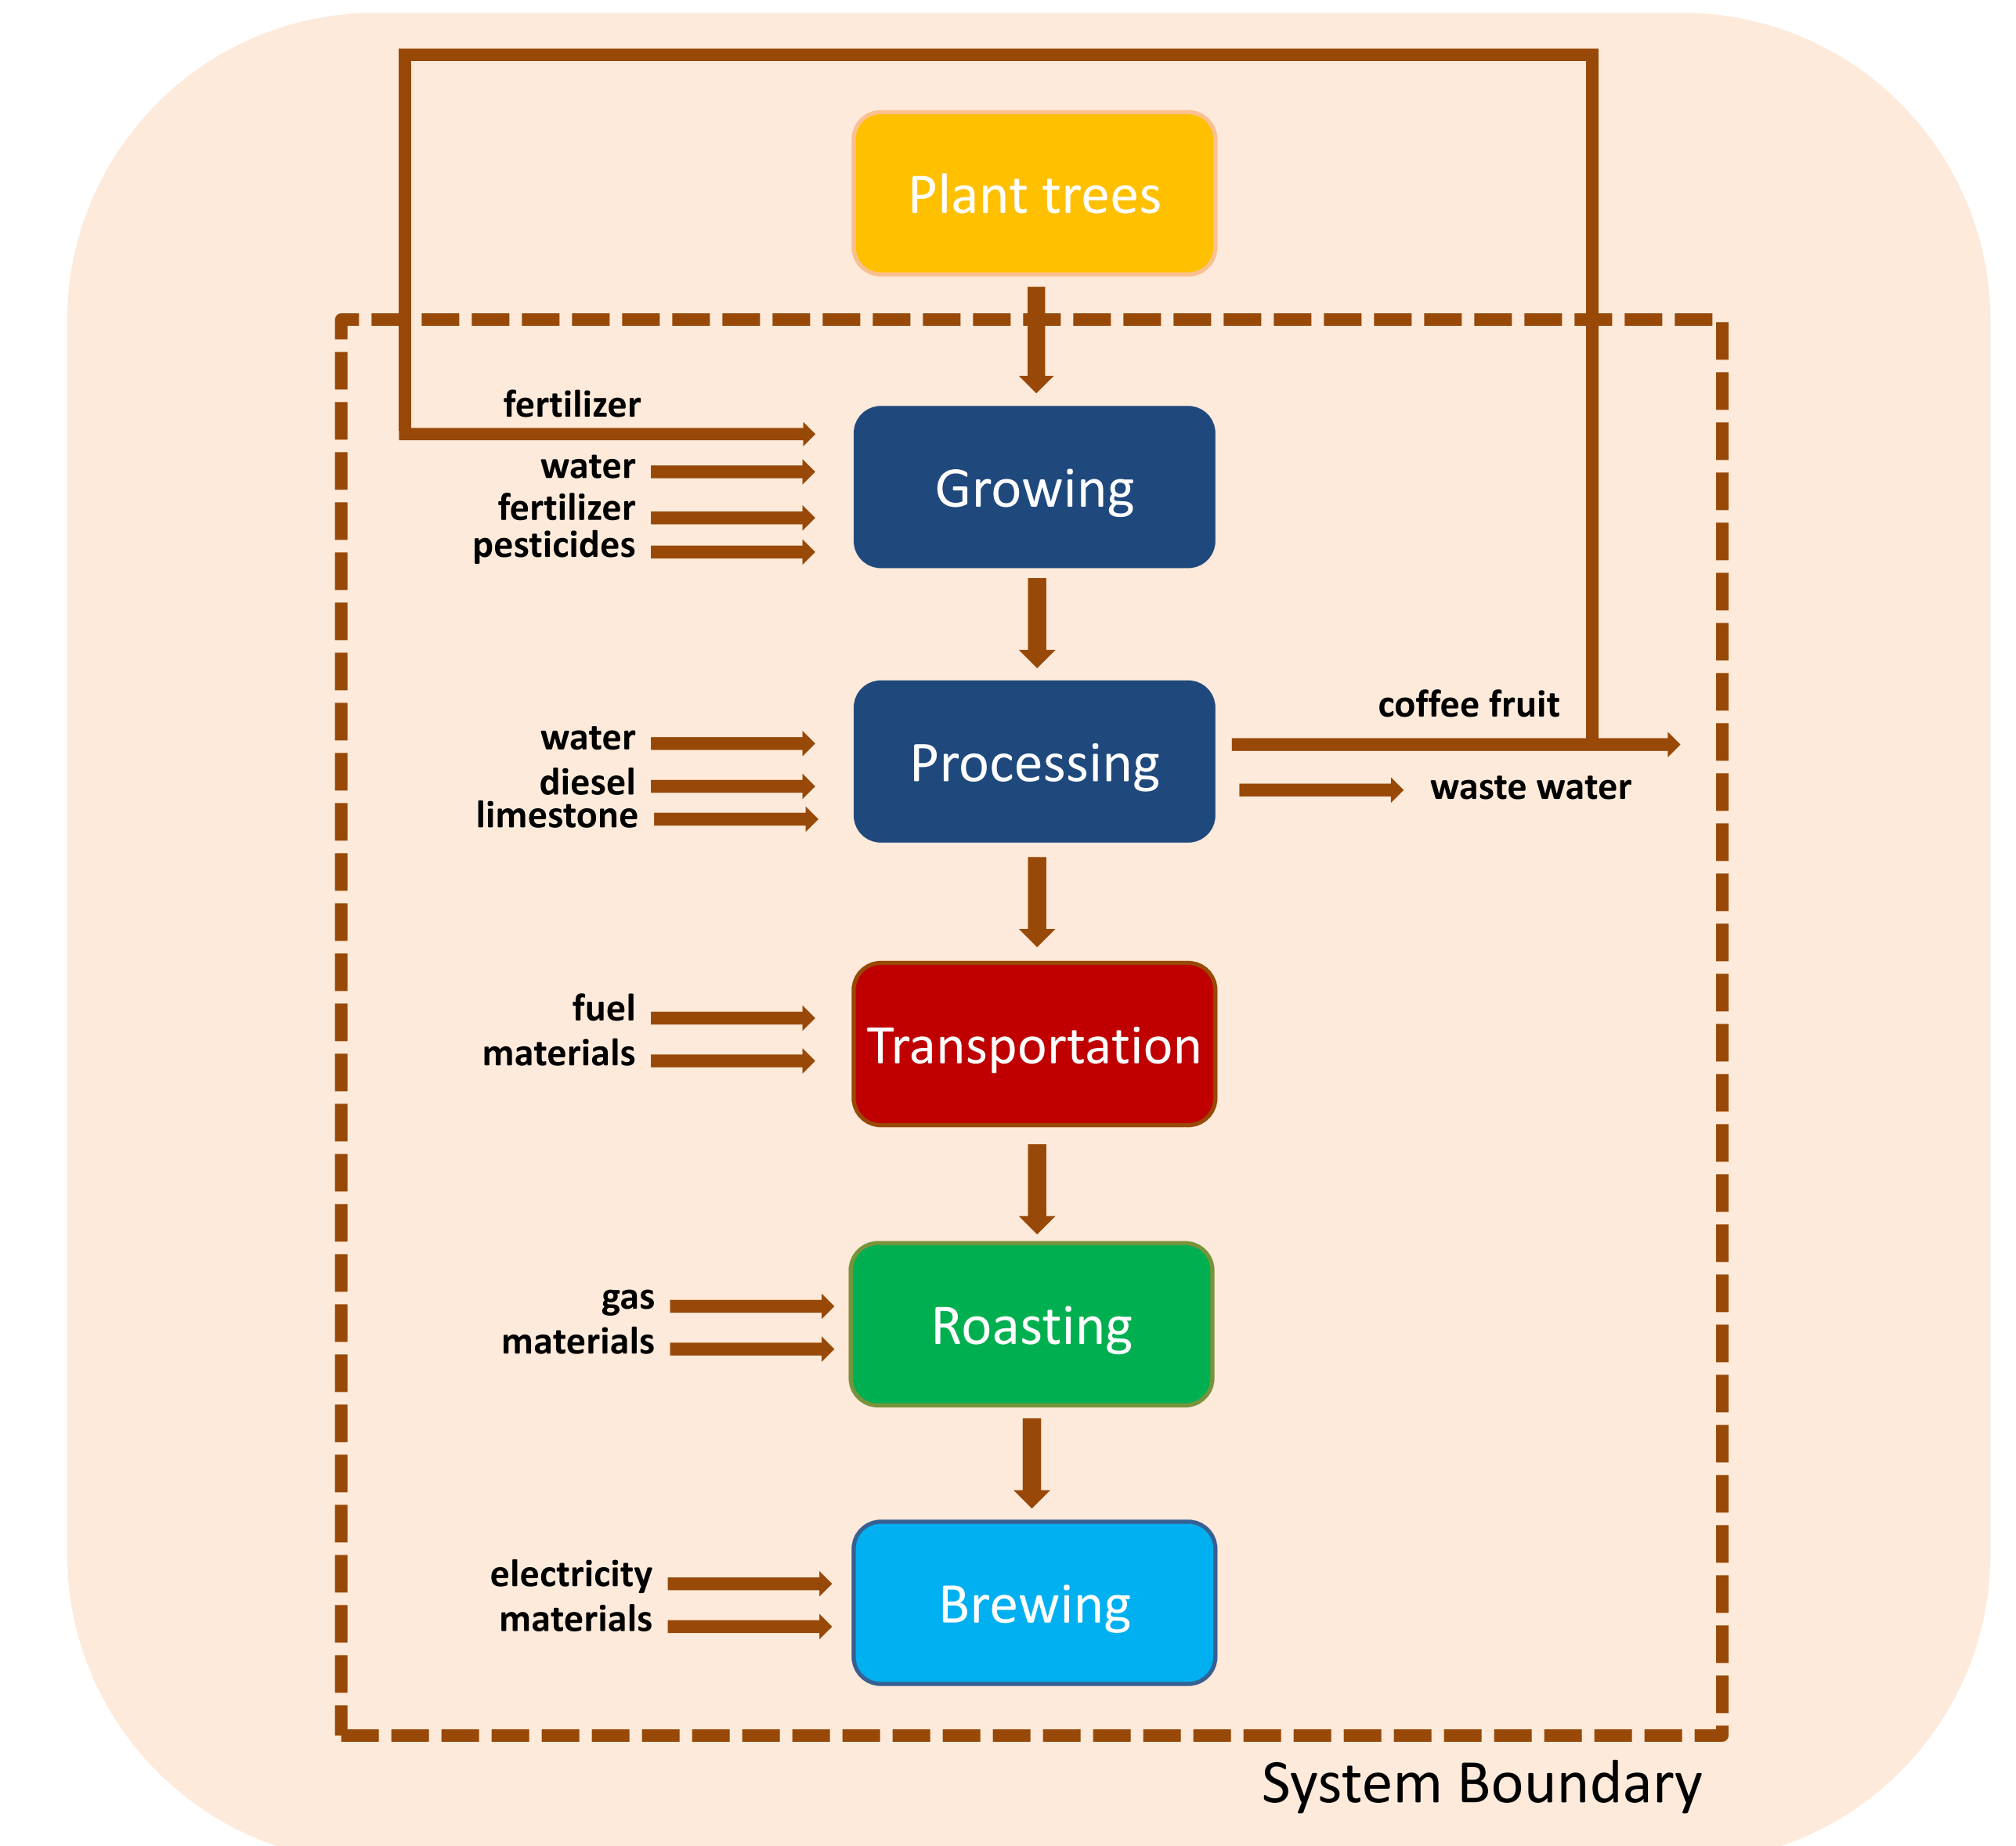 Plant trees
fertilizer
water
fertilizer
pesticides
Growing
water
diesel
limestone
Processing
coffee fruit
waste water
fuel
materials
Transportation
gas
materials
Roasting
electricity
materials
Brewing
System Boundary